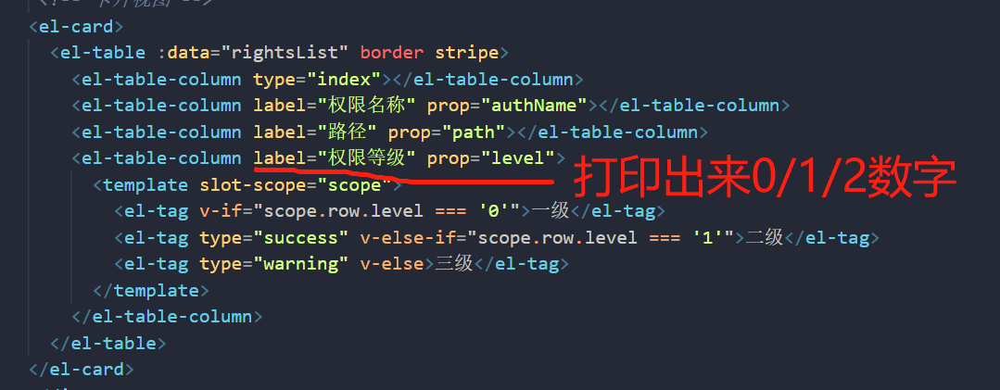 <el-card>
<el-table :data="rightsList" border stripe>
<el-table-column type="index"></el-table-column>
<el-table-column label="权限名称" prop="authName"></el-table-column>
<el-table-column label="路径" prop="path"></el-table-column>
<el-table-column label="权限等级" prop="level">
打印出来0/1/2数字
<template slot-scope="scope">
<el-tag v-if="scope.row.level === '0'">一级</el-tag>
<el-tag type="success" v-else-if="scope.row.level === '1'">二级</el-tag>
<el-tag type="warning" v-else>三级</el-tag>
</template>
</el-table-column>
</el-table>
</el-card>